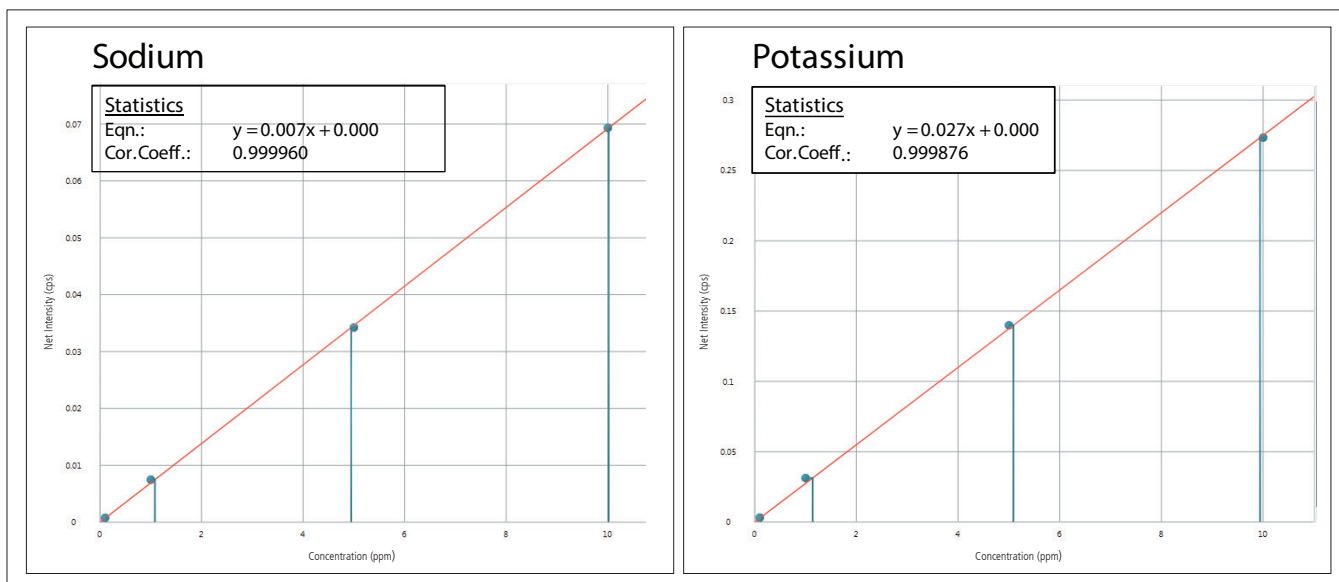 Sodium
Statistics
Eqn.: y = 0.007x + 0.000
Cor.Coeff.: 0.999960
0.07
0.06
0.05
0.04
0.03
0.02
0.01
0
Net Intensity (cps)
0 2 4 6 8 10
Concentration (ppm)
Potassium
Statistics
Eqn.: y = 0.027x + 0.000
Cor.Coeff.: 0.999876
0.3
0.25
0.2
0.15
0.1
0.05
0
Net Intensity (cps)
0 2 4 6 8 10
Concentration (ppm)